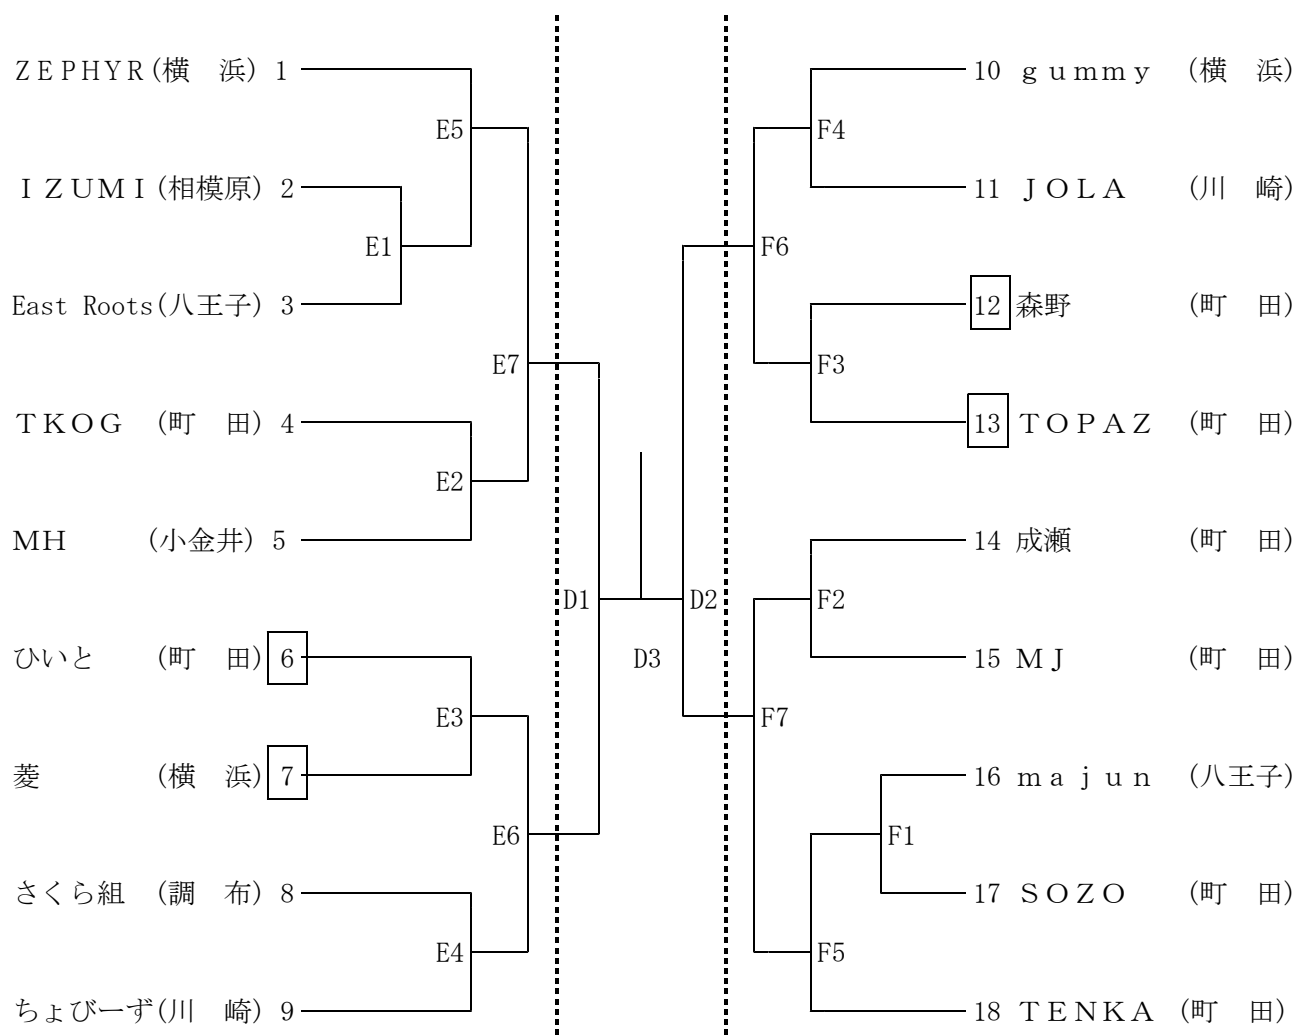 ZEPHYR(横　浜) 1
E5
ＩＺＵＭＩ(相模原) 2
E1
East Roots(八王子) 3
E7
ＴＫＯＧ　(町　田) 4
E2
ＭＨ　　　(小金井) 5
D1
ひいと　　(町　田) 6
E3
菱　　　　(横　浜) 7
E6
さくら組　(調　布) 8
E4
ちょびーず(川　崎) 9
D3
10 ｇｕｍｍｙ　(横　浜)
F4
11 ＪＯＬＡ　　(川　崎)
F6
12 森野　　　　(町　田)
F3
13 ＴＯＰＡＺ　(町　田)
D2
14 成瀬　　　　(町　田)
F2
15 ＭＪ　　　　(町　田)
F7
16 ｍａｊｕｎ　(八王子)
F1
17 ＳＯＺＯ　　(町　田)
F5
18 ＴＥＮＫＡ　(町　田)